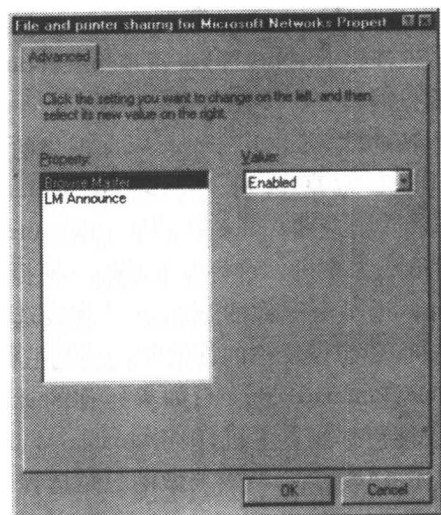 File and printer sharing for Microsoft Networks Propert
Advanced
Click the setting you want to change on the left, and then
select its new value on the right.
Property:
Value:
Browse Master
Enabled
LM Announce
OK
Cancel